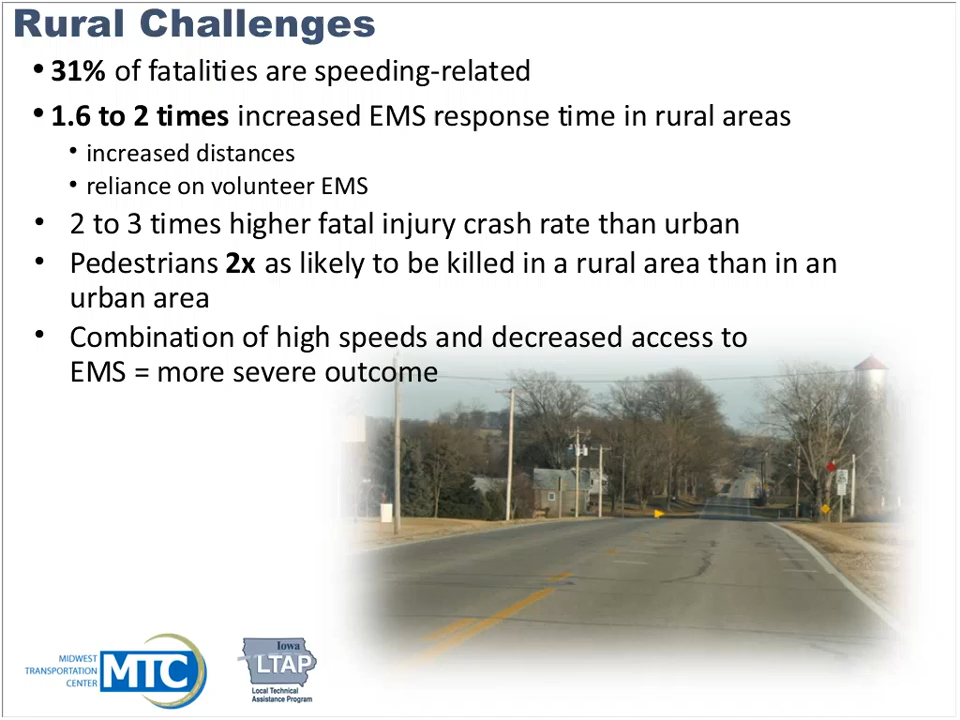 Rural Challenges
• 31% of fatalities are speeding-related
• 1.6 to 2 times increased EMS response time in rural areas
• increased distances
• reliance on volunteer EMS
• 2 to 3 times higher fatal injury crash rate than urban
• Pedestrians 2x as likely to be killed in a rural area than in an
urban area
• Combination of high speeds and decreased access to
EMS = more severe outcome
MIDWEST
TRANSPORTATION
CENTER
MTC
Iowa
LTAP
Local Technical
Assistance Program